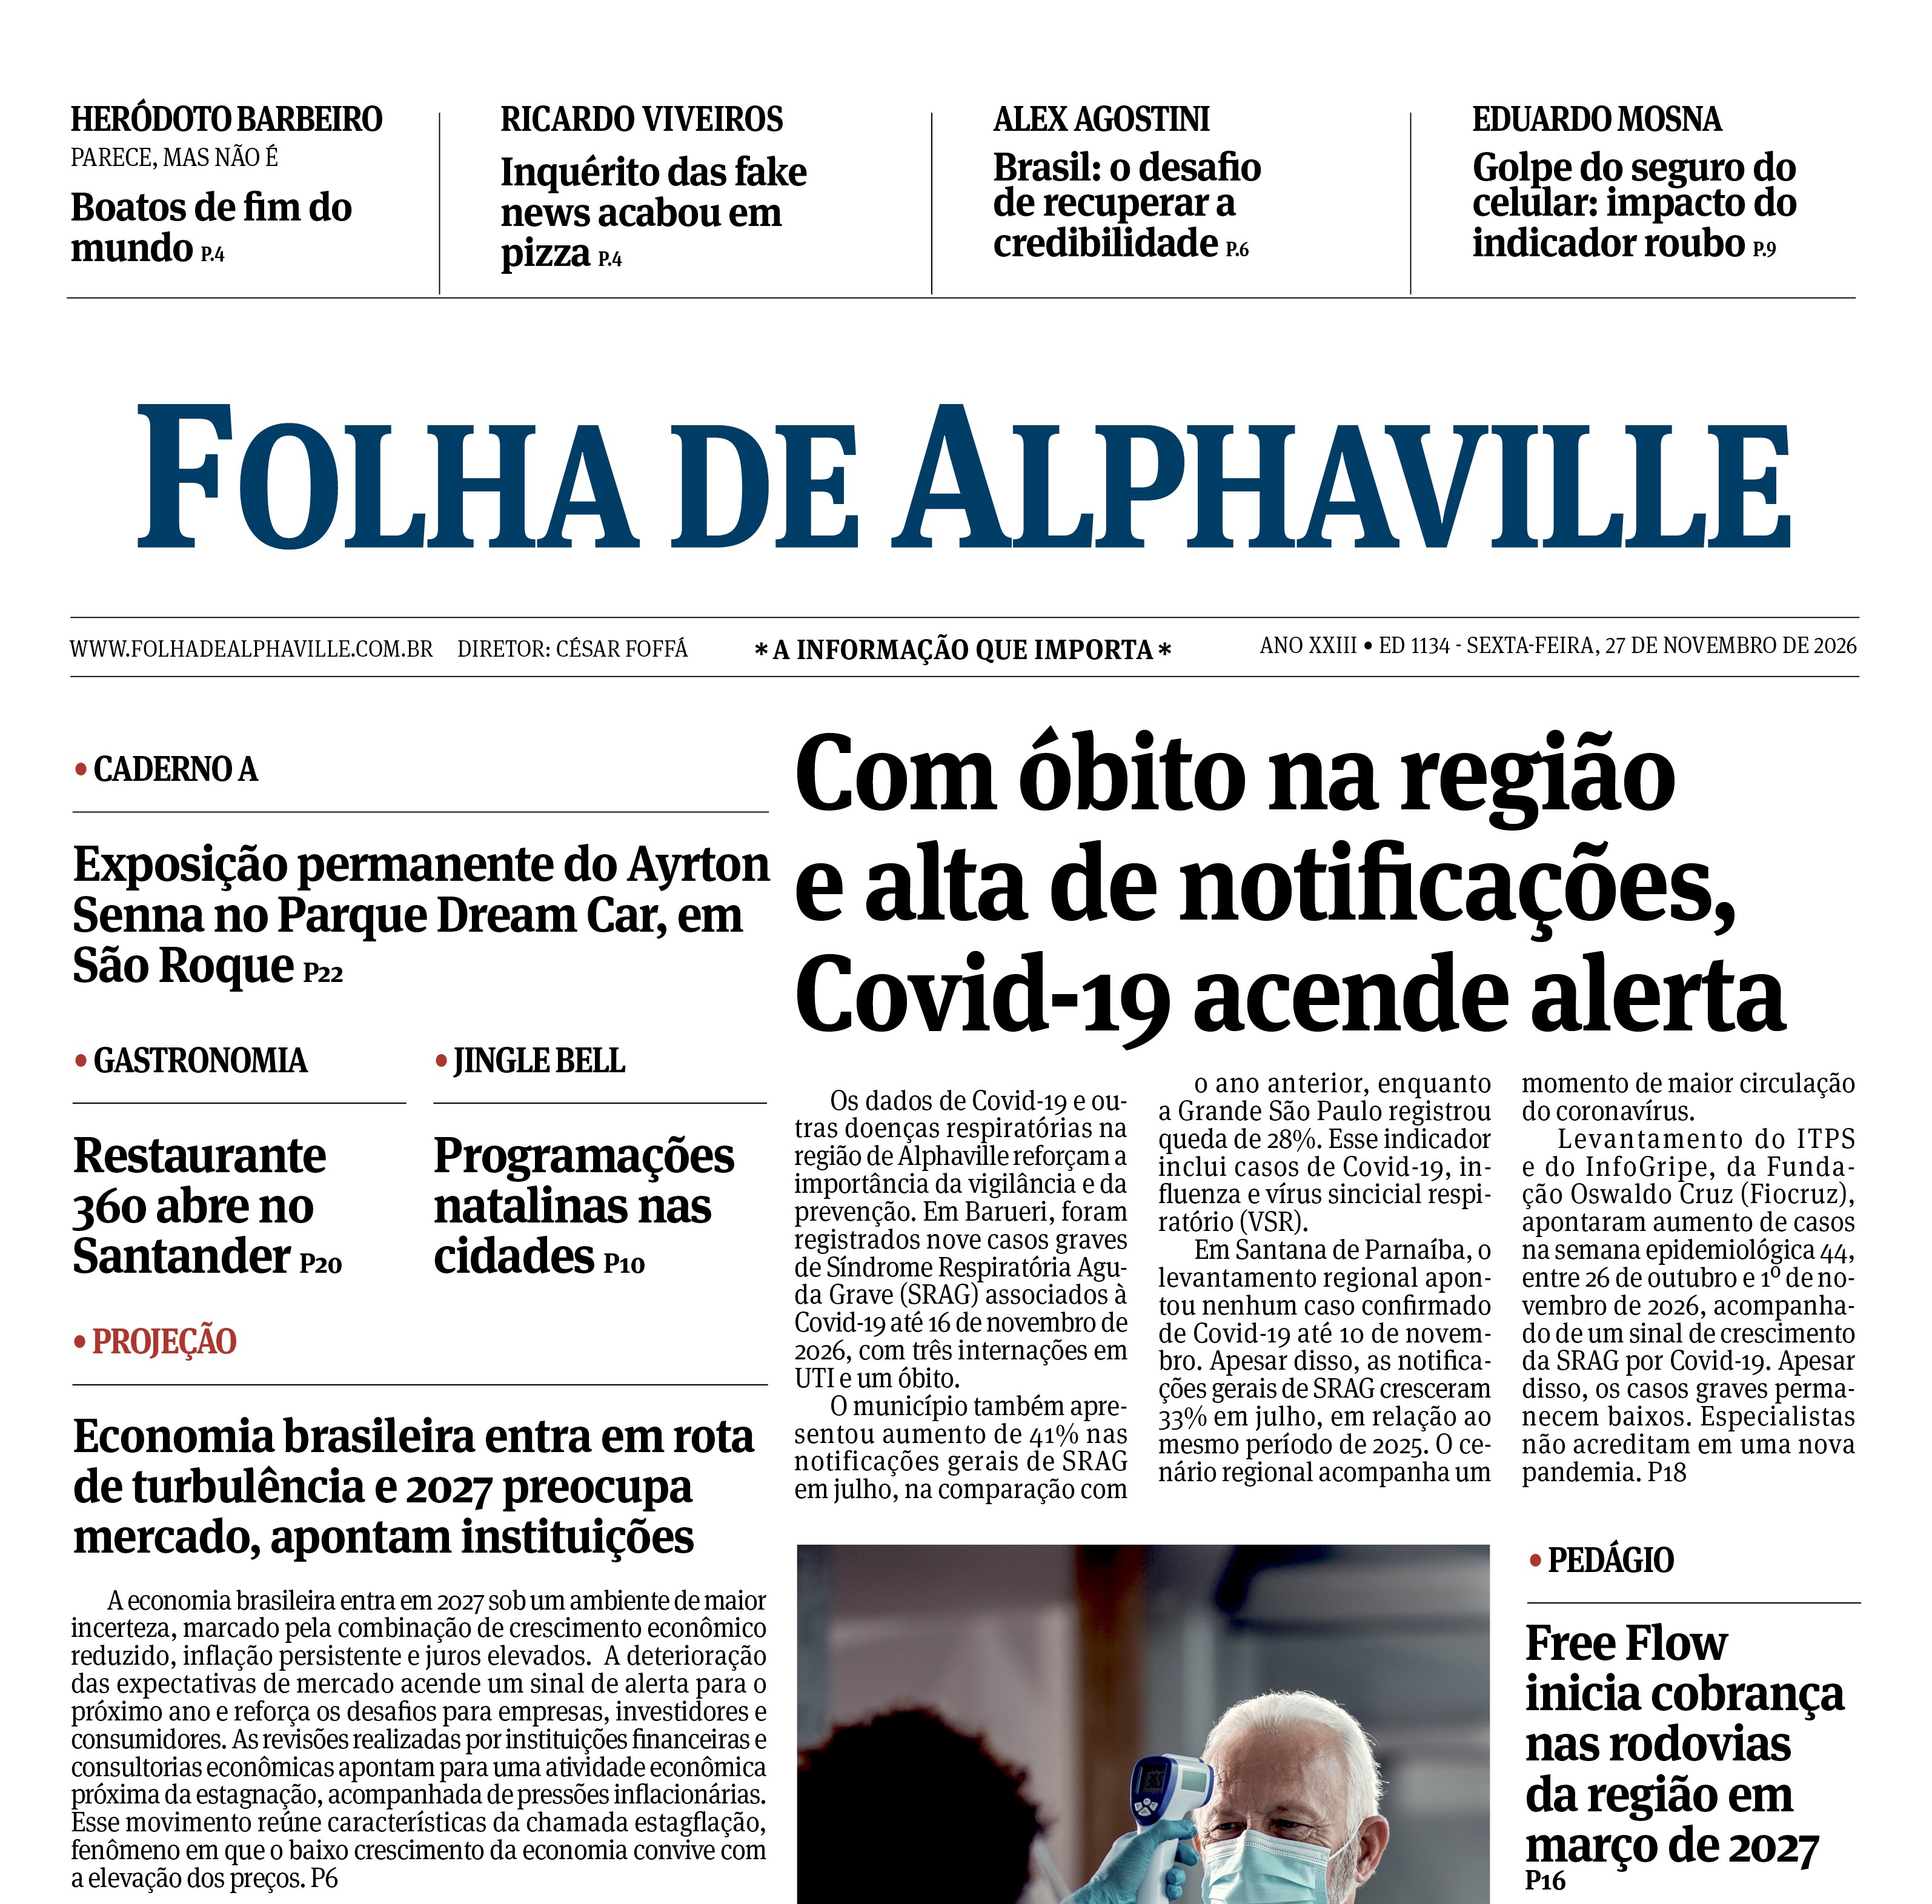 HERÓDOTO BARBEIRO
PARECE, MAS NÃO É
Boatos de fim do
mundo P.4
RICARDO VIVEIROS
Inquérito das fake
news acabou em
pizza P.4
ALEX AGOSTINI
Brasil: o desafio
de recuperar a
credibilidade P.6
EDUARDO MOSNA
Golpe do seguro do
celular: impacto do
indicador roubo P.9
FOLHA DE ALPHAVILLE
WWW.FOLHADEALPHAVILLE.COM.BR DIRETOR: CÉSAR FOFFÁ
* A INFORMAÇÃO QUE IMPORTA *
ANO XXIII • ED 1134 - SEXTA-FEIRA, 27 DE NOVEMBRO DE 2026
• CADERNO A
Exposição permanente do Ayrton
Senna no Parque Dream Car, em
São Roque P22
• GASTRONOMIA
Restaurante
360 abre no
Santander P20
• JINGLE BELL
Programações
natalinas nas
cidades P10
• PROJEÇÃO
Economia brasileira entra em rota
de turbulência e 2027 preocupa
mercado, apontam instituições
A economia brasileira entra em 2027 sob um ambiente de maior
incerteza, marcado pela combinação de crescimento econômico
reduzido, inflação persistente e juros elevados. A deterioração
das expectativas de mercado acende um sinal de alerta para o
próximo ano e reforça os desafios para empresas, investidores e
consumidores. As revisões realizadas por instituições financeiras e
consultorias econômicas apontam para uma atividade econômica
próxima da estagnação, acompanhada de pressões inflacionárias.
Esse movimento reúne características da chamada estagflação,
fenômeno em que o baixo crescimento da economia convive com
a elevação dos preços. P6
Com óbito na região
e alta de notificações,
Covid-19 acende alerta
Os dados de Covid-19 e ou-
tras doenças respiratórias na
região de Alphaville reforçam a
importância da vigilância e da
prevenção. Em Barueri, foram
registrados nove casos graves
de Síndrome Respiratória Agu-
da Grave (SRAG) associados à
Covid-19 até 16 de novembro de
2026, com três internações em
UTI e um óbito.
O município também apre-
sentou aumento de 41% nas
notificações gerais de SRAG
em julho, na comparação com
o ano anterior, enquanto
a Grande São Paulo registrou
queda de 28%. Esse indicador
inclui casos de Covid-19, in-
fluenza e vírus sincicial respi-
ratório (VSR).
Em Santana de Parnaíba, o
levantamento regional apon-
tou nenhum caso confirmado
de Covid-19 até 10 de novem-
bro. Apesar disso, as notifica-
ções gerais de SRAG cresceram
33% em julho, em relação ao
mesmo período de 2025. O ce-
nário regional acompanha um
momento de maior circulação
do coronavírus.
Levantamento do ITPS
e do InfoGripe, da Funda-
ção Oswaldo Cruz (Fiocruz),
apontaram aumento de casos
na semana epidemiológica 44,
entre 26 de outubro e 1º de no-
vembro de 2026, acompanha-
do de um sinal de crescimento
da SRAG por Covid-19. Apesar
disso, os casos graves perma-
necem baixos. Especialistas
não acreditam em uma nova
pandemia. P18
• PEDÁGIO
Free Flow
inicia cobrança
nas rodovias
da região em
março de 2027
P16